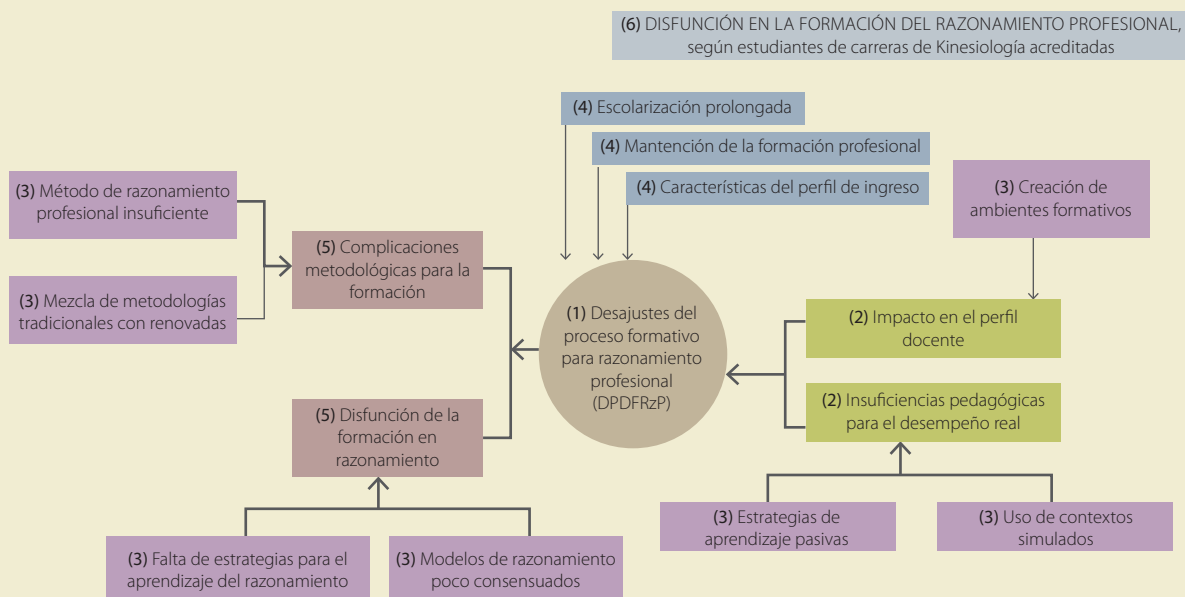 (6) DISFUNCIÓN EN LA FORMACIÓN DEL RAZONAMIENTO PROFESIONAL,
según estudiantes de carreras de Kinesiología acreditadas
(4) Escolarización prolongada
(4) Mantención de la formación profesional
(4) Características del perfil de ingreso
(3) Creación de
ambientes formativos
(3) Método de razonamiento
profesional insuficiente
(5) Complicaciones
metodológicas para la
formación
(3) Mezcla de metodologías
tradicionales con renovadas
(1) Desajustes del
proceso formativo
para razonamiento
profesional
(DPDFRzP)
(2) Impacto en el perfil
docente
(2) Insuficiencias pedagógicas
para el desempeño real
(5) Disfunción de la
formación en
razonamiento
(3) Estrategias de
aprendizaje pasivas
(3) Uso de contextos
simulados
(3) Falta de estrategias para el
aprendizaje del razonamiento
(3) Modelos de razonamiento
poco consensuados